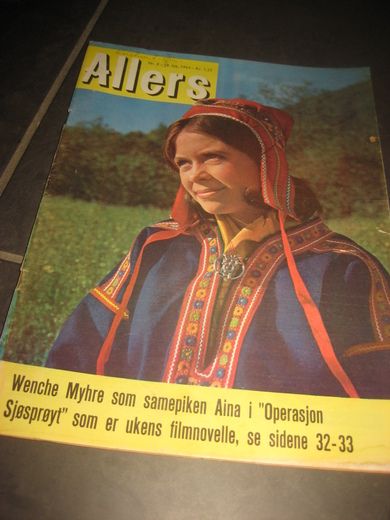 Allers
Wenche Myhre som samepiken Aina i "Operasjon
Sjøsprøyt" som er ukens filmnovelle, se sidene 32-33